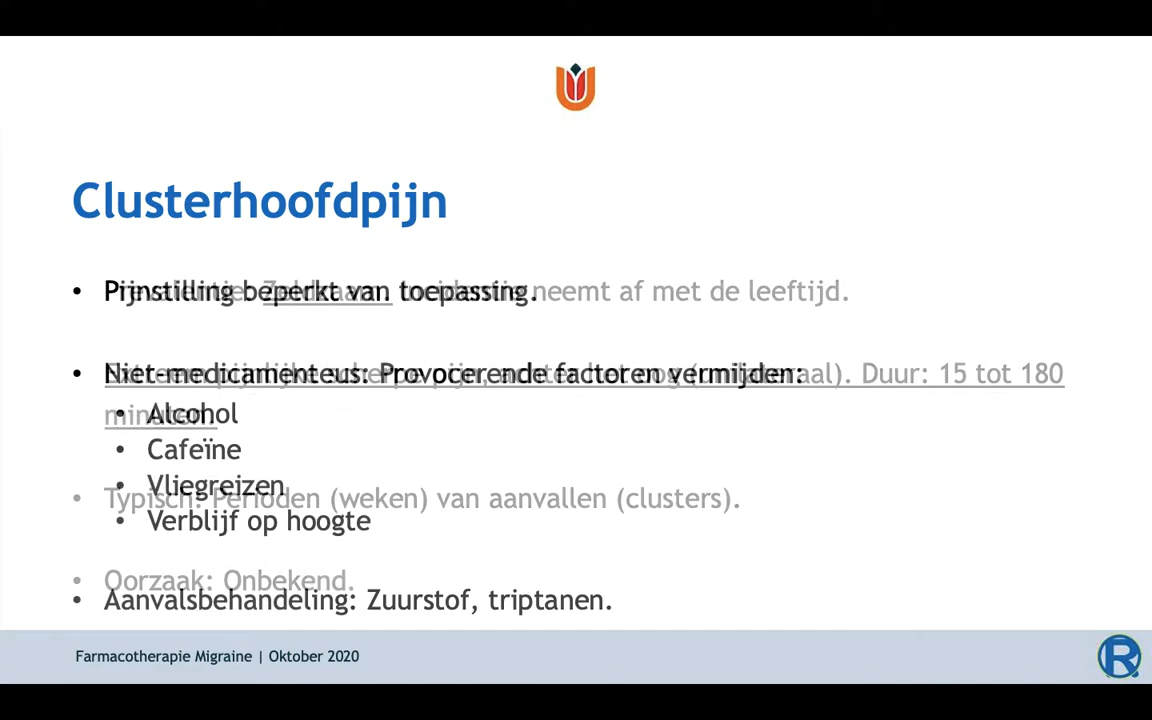 Clusterhoofdpijn
• Pijnstilling beperkt van toepassing.
neemt af met de leeftijd.
• Niet-medicamenteus: Provocerende factoren vermijden:
Duur: 15 tot 180
minuten.
• Alcohol
• Cafeïne
• Vliegreizen
• Typisch: Perioden (weken) van aanvallen (clusters).
• Verblijf op hoogte
• Oorzaak: Onbekend.
• Aanvalsbehandeling: Zuurstof, triptanen.
Farmacotherapie Migraine | Oktober 2020
R